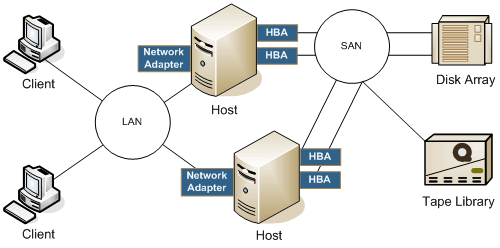 HBA
SAN
Network
Adapter
HBA
Client
Disk Array
Host
LAN
HBA
Network
Adapter
HBA
Tape Library
Client
Host